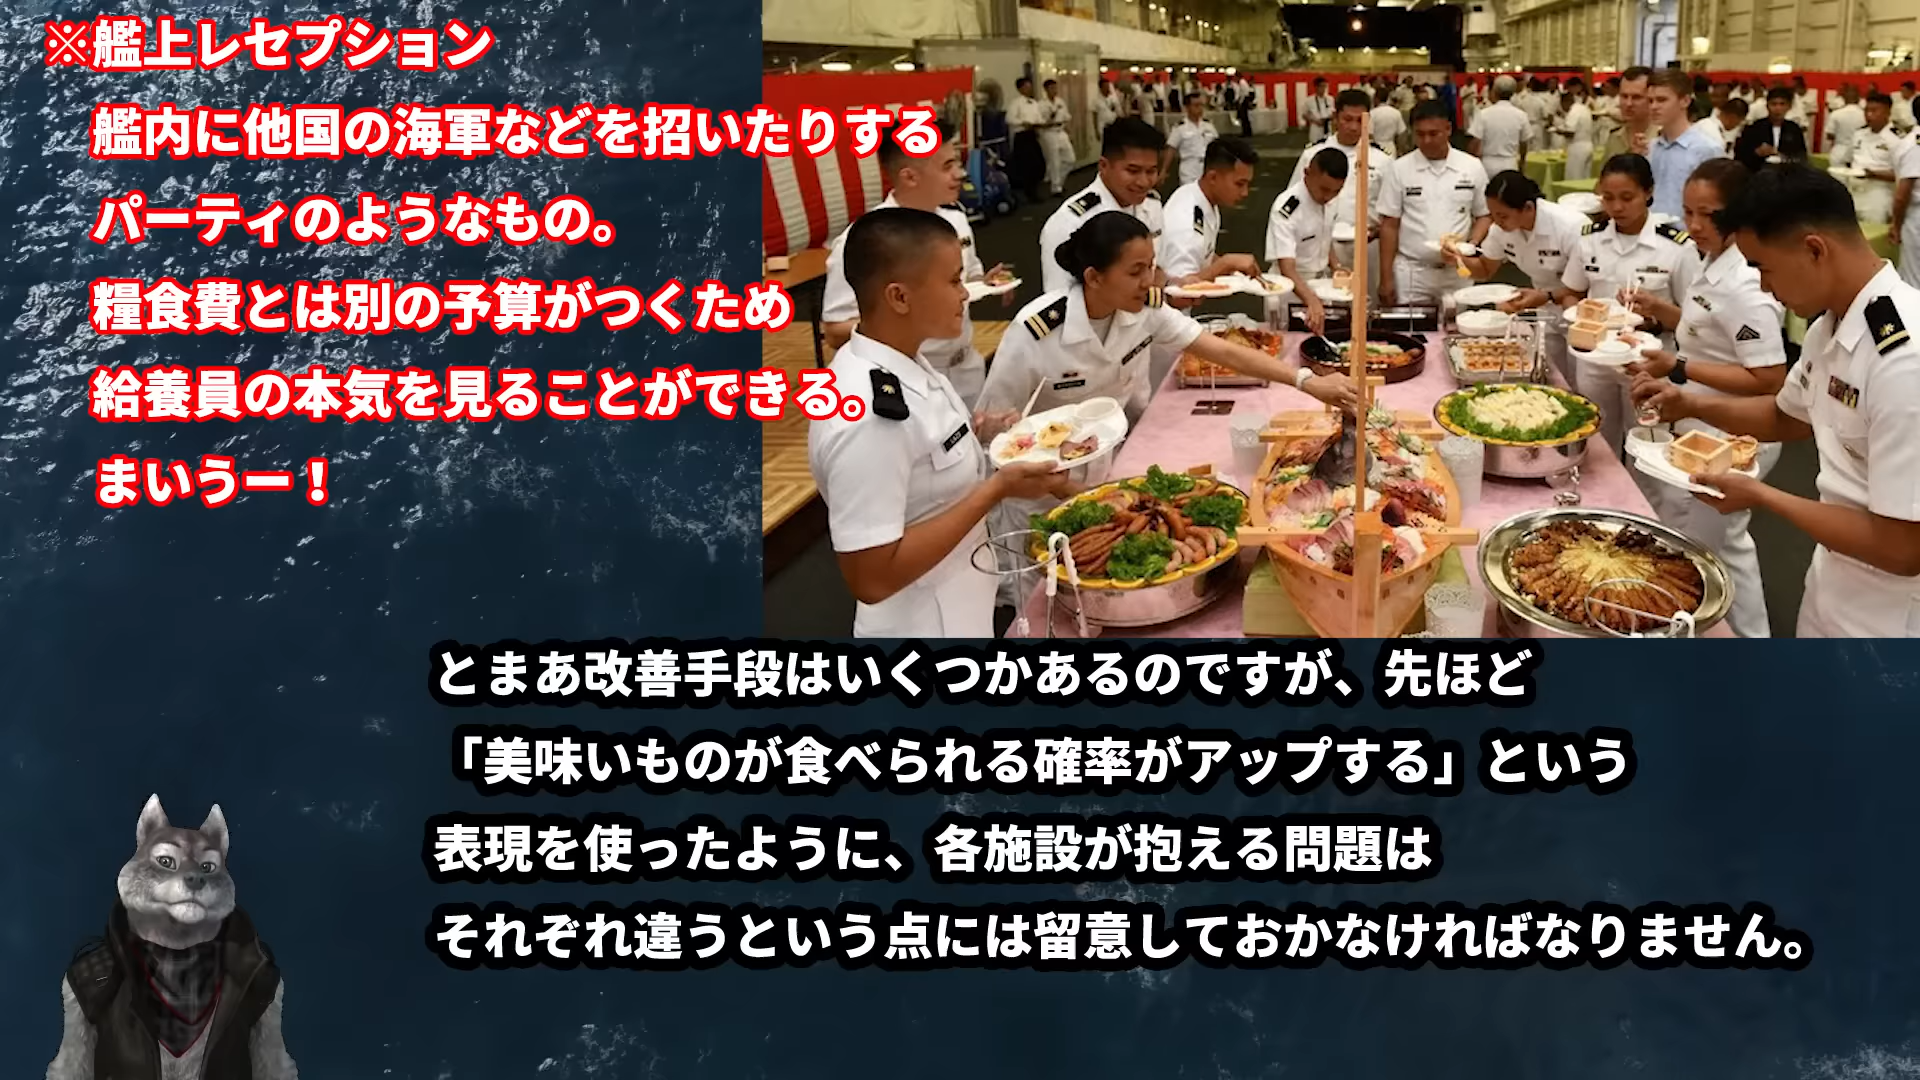 ※艦上レセプション
艦内に他国の海軍などを招いたりする
パーティのようなもの。
糧食費とは別の予算がつくため
給養員の本気を見ることができる。
まいうー！
とまあ改善手段はいくつかあるのですが、先ほど
「美味いものが食べられる確率がアップする」という
表現を使ったように、各施設が抱える問題は
それぞれ違うという点には留意しておかなければなりません。